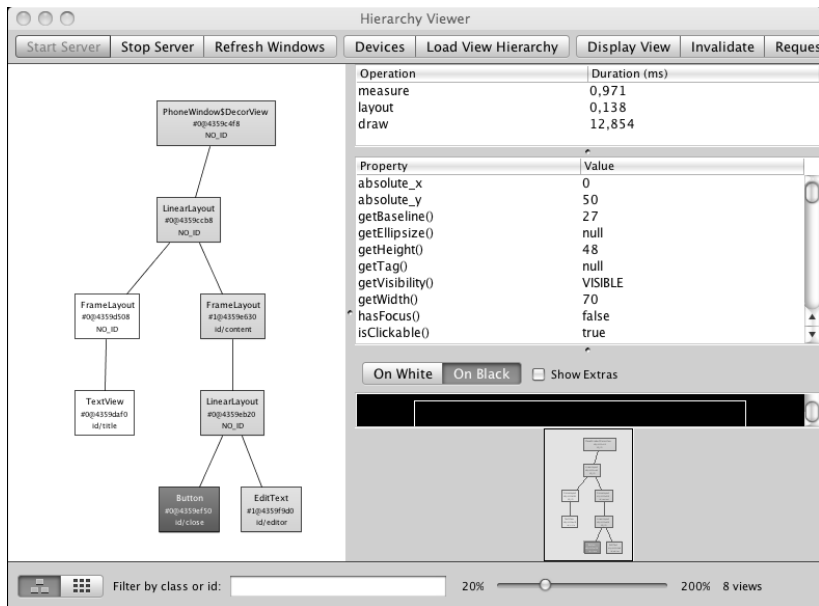 Hierarchy Viewer
Start Server Stop Server Refresh Windows Devices Load View Hierarchy Display View Invalidate Reques
PhoneWindow$DecorView
#0@4359c4f8
NO_ID
LinearLayout
#0@4359ccb8
NO_ID
FrameLayout
#0@4359d508
NO_ID
FrameLayout
#1@4359e630
id/content
TextView
#0@4359daf0
id/title
LinearLayout
#0@4359eb20
NO_ID
Button
#0@4359ef50
id/close
EditText
#1@4359f9d0
id/editor
Operation Duration (ms)
measure 0,971
layout 0,138
draw 12,854
Property Value
absolute_x 0
absolute_y 50
getBaseline() 27
getEllipsize() null
getHeight() 48
getTag() null
getVisibility() VISIBLE
getWidth() 70
hasFocus() false
isClickable() true
On White On Black Show Extras
Filter by class or id: 20% 200% 8 views